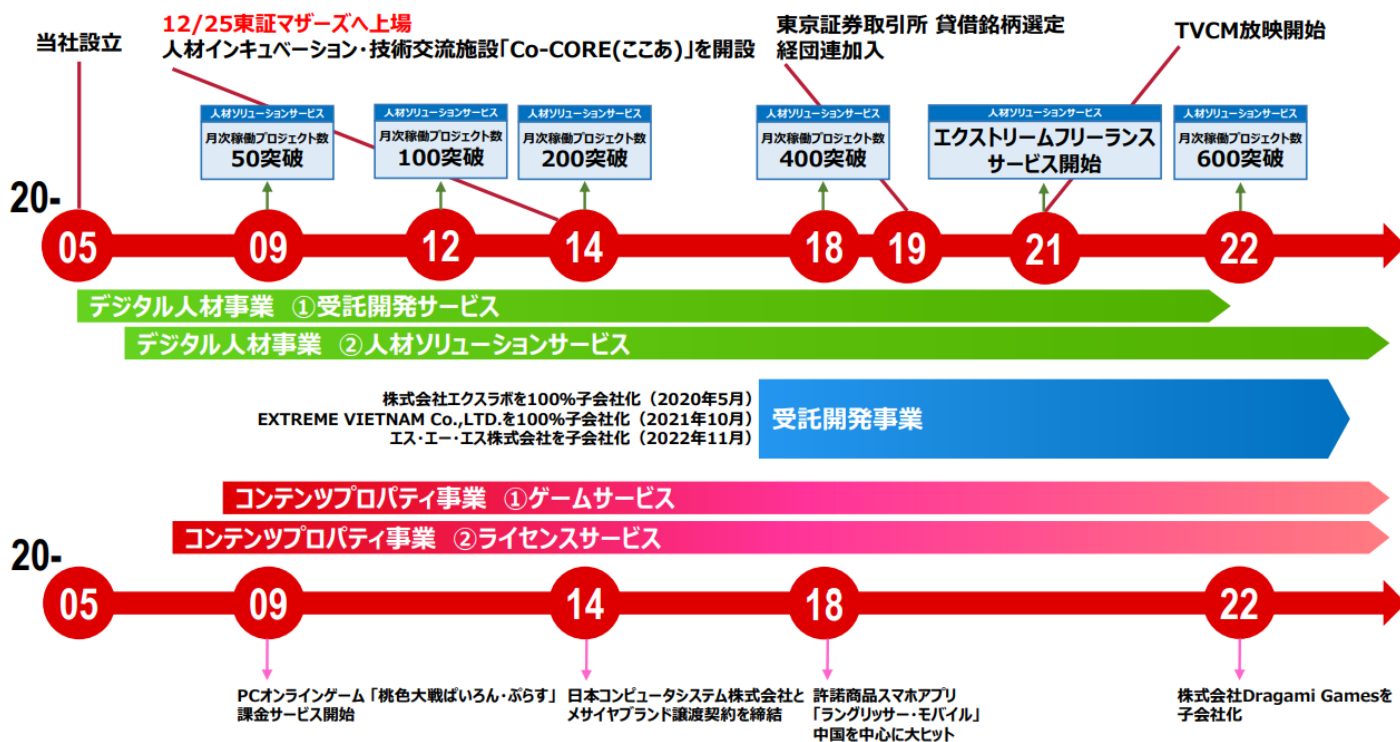 当社設立
12/25東証マザーズへ上場
人材インキュベーション・技術交流施設「Co-CORE(ここあ)」を開設
東京証券取引所 貸借銘柄選定
経団連加入
TVCM放映開始
人材ソリューションサービス
月次稼働プロジェクト数
50突破
人材ソリューションサービス
月次稼働プロジェクト数
100突破
人材ソリューションサービス
月次稼働プロジェクト数
200突破
人材ソリューションサービス
月次稼働プロジェクト数
400突破
人材ソリューションサービス
エクストリームフリーランス
サービス開始
人材ソリューションサービス
月次稼働プロジェクト数
600突破
20-
05
09
12
14
18
19
21
22
デジタル人材事業 ①受託開発サービス
デジタル人材事業 ②人材ソリューションサービス
株式会社エクスラボを100%子会社化（2020年5月）
EXTREME VIETNAM Co.,LTD.を100%子会社化（2021年10月）
エス・エー・エス株式会社を子会社化（2022年11月）
受託開発事業
コンテンツプロパティ事業 ①ゲームサービス
コンテンツプロパティ事業 ②ライセンスサービス
20-
05
09
14
18
22
PCオンラインゲーム「桃色大戦ぱいろん・ぷらす」
課金サービス開始
日本コンピュータシステム株式会社と
メサイヤブランド譲渡契約を締結
許諾商品スマホアプリ
「ラングリッサー・モバイル」
中国を中心に大ヒット
株式会社Dragami Gamesを
子会社化